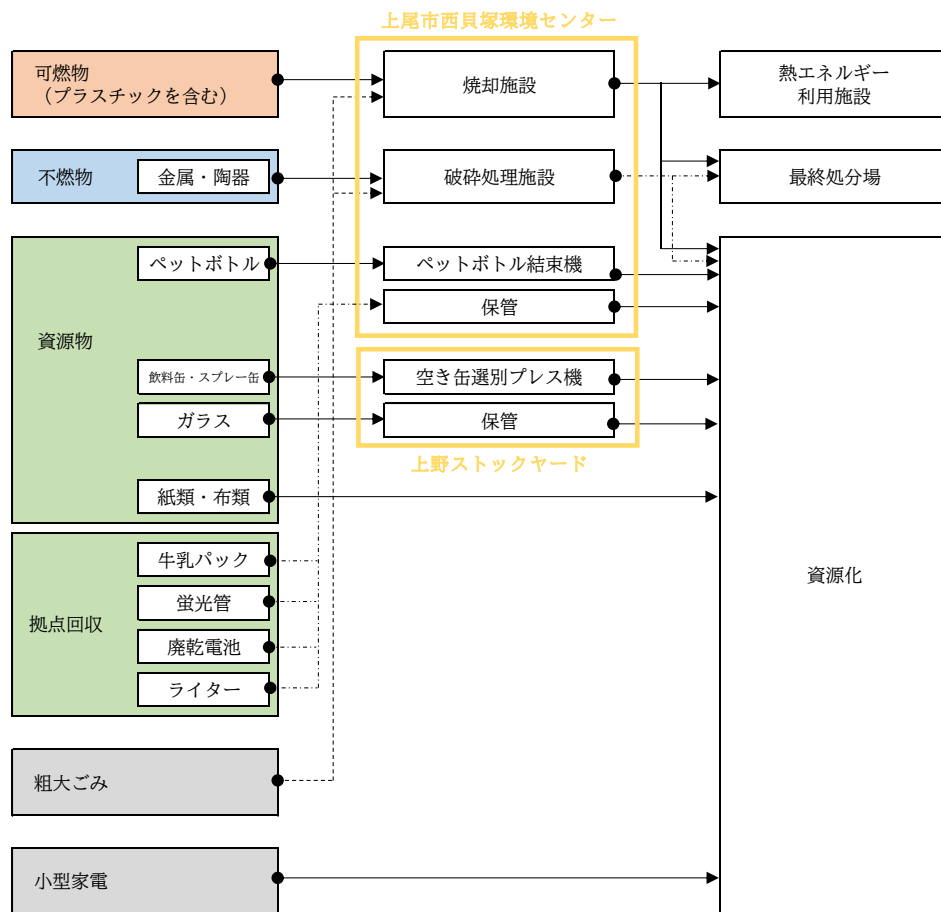 上尾市西貝塚環境センター
可燃物
（プラスチックを含む）
焼却施設
熱エネルギー
利用施設
不燃物
金属・陶器
破砕処理施設
最終処分場
資源物
ペットボトル
ペットボトル結束機
保管
飲料缶・スプレー缶
空き缶選別プレス機
ガラス
保管
上野ストックヤード
紙類・布類
資源化
拠点回収
牛乳パック
蛍光管
廃乾電池
ライター
粗大ごみ
小型家電